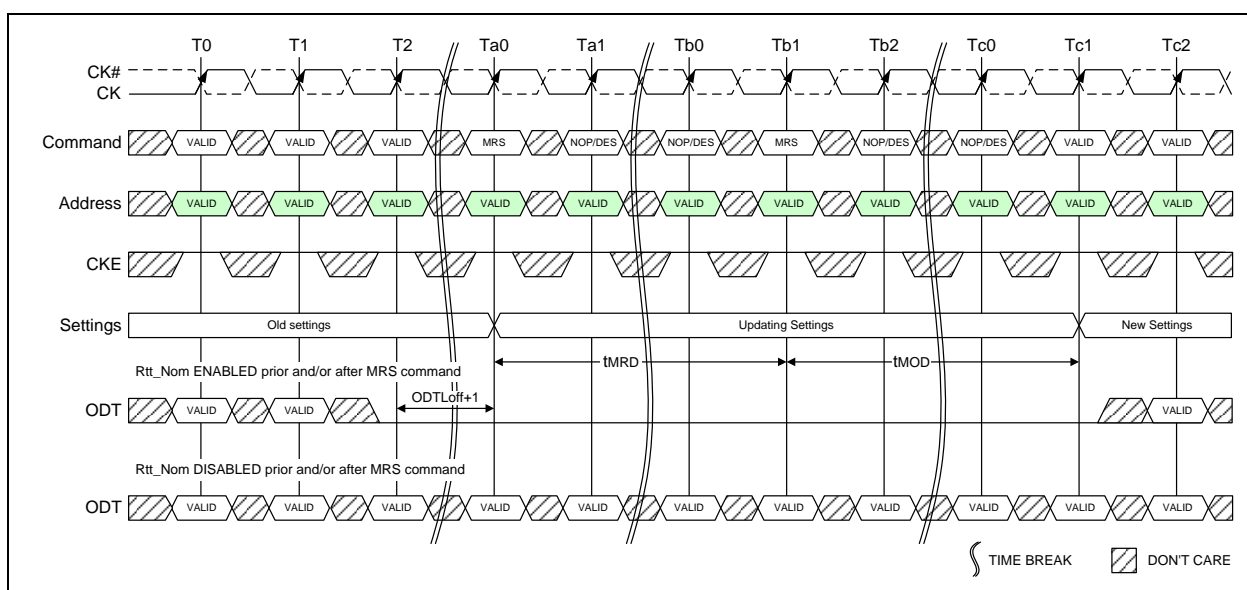 T0 T1 T2 Ta0 Ta1 Tb0 Tb1 Tb2 Tc0 Tc1 Tc2
CK#
CK
Command VALID VALID VALID MRS NOP/DES NOP/DES MRS NOP/DES NOP/DES VALID VALID
Address VALID VALID VALID VALID VALID VALID VALID VALID VALID VALID VALID
CKE
Settings Old settings Updating Settings New Settings
tMRD tMOD
Rtt_Nom ENABLED prior and/or after MRS command
ODTLoff+1
ODT VALID VALID VALID
Rtt_Nom DISABLED prior and/or after MRS command
ODT VALID VALID VALID VALID VALID VALID VALID VALID VALID VALID VALID
TIME BREAK DON'T CARE